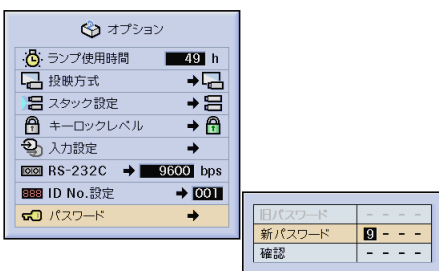 オプション
ランプ使用時間 49 h
投映方式
スタック設定
キーロックレベル
入力設定
RS-232C 9600 bps
888 ID No.設定 001
パスワード
旧パスワード - - - -
新パスワード 9 - - -
確認 - - - -